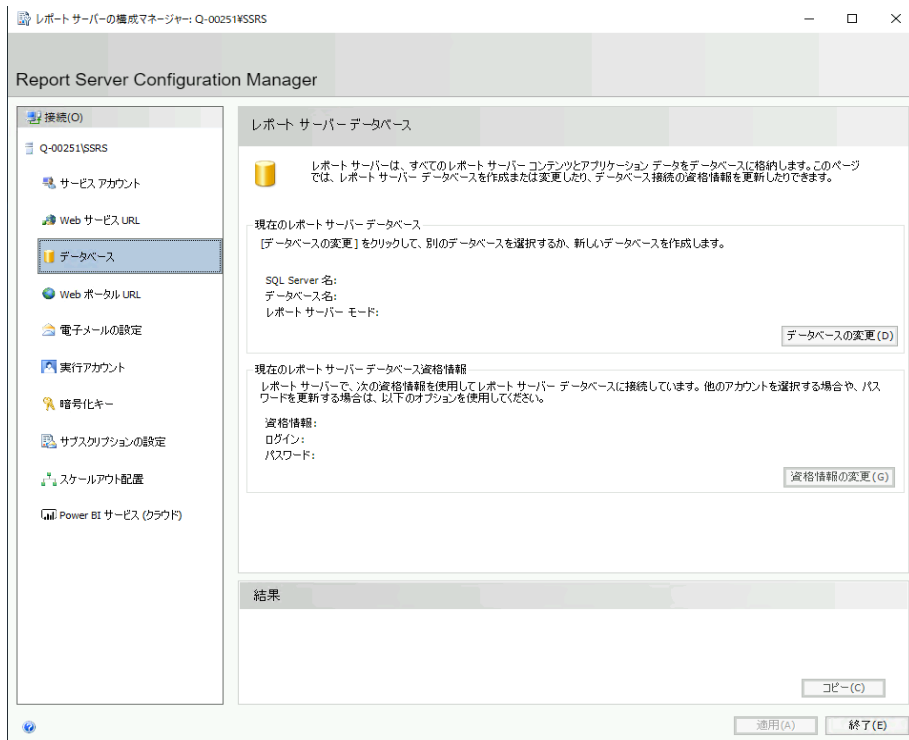 レポート サーバーの構成マネージャー: Q-00251¥SSRS
Report Server Configuration Manager
接続(O)
Q-00251\SSRS
サービス アカウント
Web サービス URL
データベース
Web ポータル URL
電子メールの設定
実行アカウント
暗号化キー
サブスクリプションの設定
スケールアウト配置
Power BI サービス (クラウド)
レポート サーバー データベース
レポート サーバーは、すべてのレポート サーバー コンテンツとアプリケーション データをデータベースに格納します。このページ
では、レポート サーバー データベースを作成または変更したり、データベース接続の資格情報を更新したりできます。
現在のレポート サーバー データベース
[データベースの変更] をクリックして、別のデータベースを選択するか、新しいデータベースを作成します。
SQL Server 名:
データベース名:
レポート サーバー モード:
データベースの変更(D)
現在のレポート サーバー データベース資格情報
レポート サーバーで、次の資格情報を使用してレポート サーバー データベースに接続しています。他のアカウントを選択する場合や、パス
ワードを更新する場合は、以下のオプションを使用してください。
資格情報:
ログイン:
パスワード:
資格情報の変更(G)
結果
コピー(C)
適用(A)
終了(E)